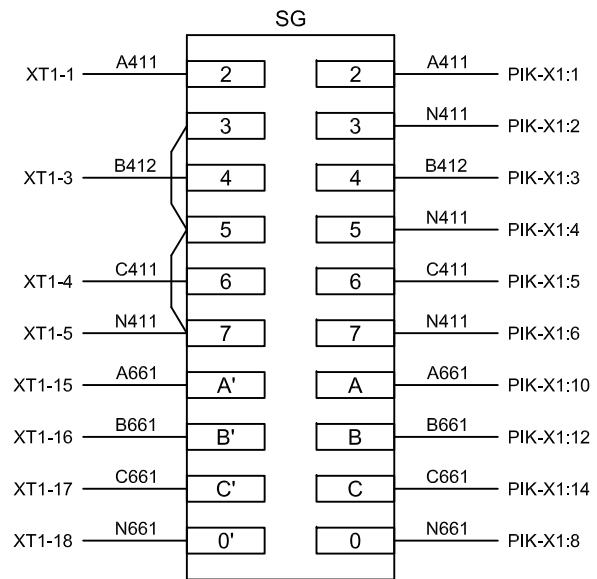 SG
XT1-1 A411 2 2 A411 PIK-X1:1
3 3 N411 PIK-X1:2
XT1-3 B412 4 4 B412 PIK-X1:3
5 5 N411 PIK-X1:4
XT1-4 C411 6 6 C411 PIK-X1:5
XT1-5 N411 7 7 N411 PIK-X1:6
XT1-15 A661 A' A A661 PIK-X1:10
XT1-16 B661 B' B B661 PIK-X1:12
XT1-17 C661 C' C C661 PIK-X1:14
XT1-18 N661 0' 0 N661 PIK-X1:8